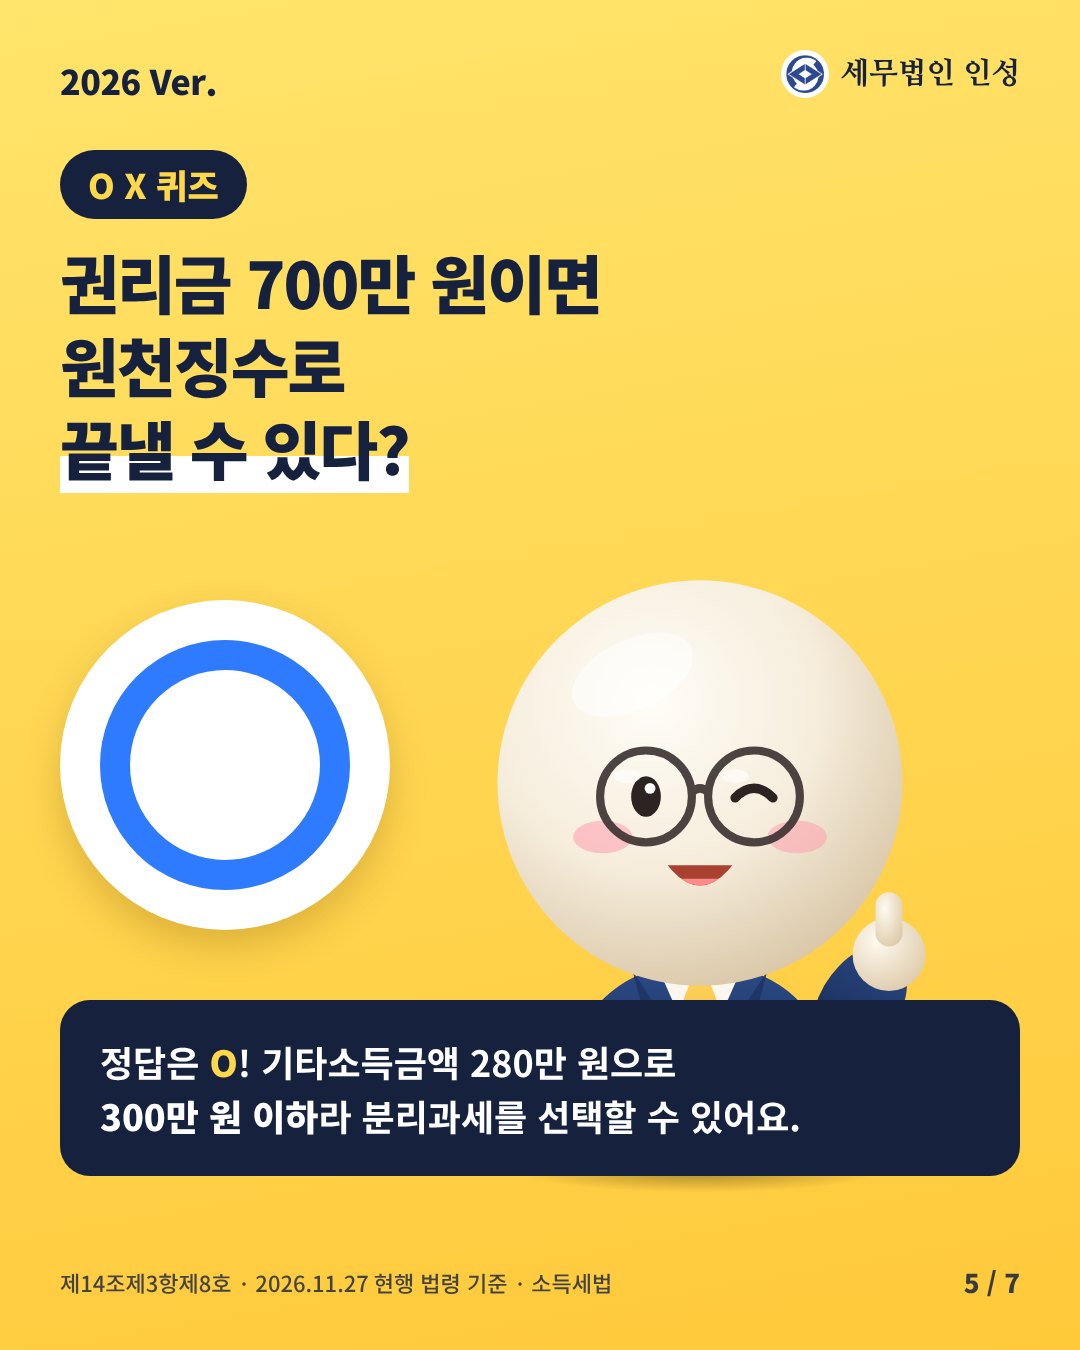 2026 Ver.
세무법인 인성
O X 퀴즈
권리금 700만 원이면
원천징수로
끝낼 수 있다?
정답은 O! 기타소득금액 280만 원으로
300만 원 이하라 분리과세를 선택할 수 있어요.
제14조제3항제8호 · 2026.11.27 현행 법령 기준 · 소득세법
5 / 7